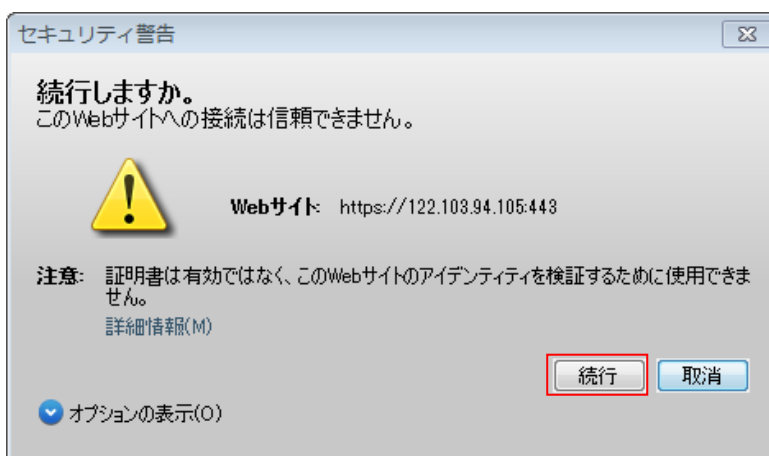 セキュリティ警告
続行しますか。
このWebサイトへの接続は信頼できません。
Webサイト: https://122.103.94.105:443
注意: 証明書は有効ではなく、このWebサイトのアイデンティティを検証するために使用できま
せん。
詳細情報(M)
続行 取消
オプションの表示(O)